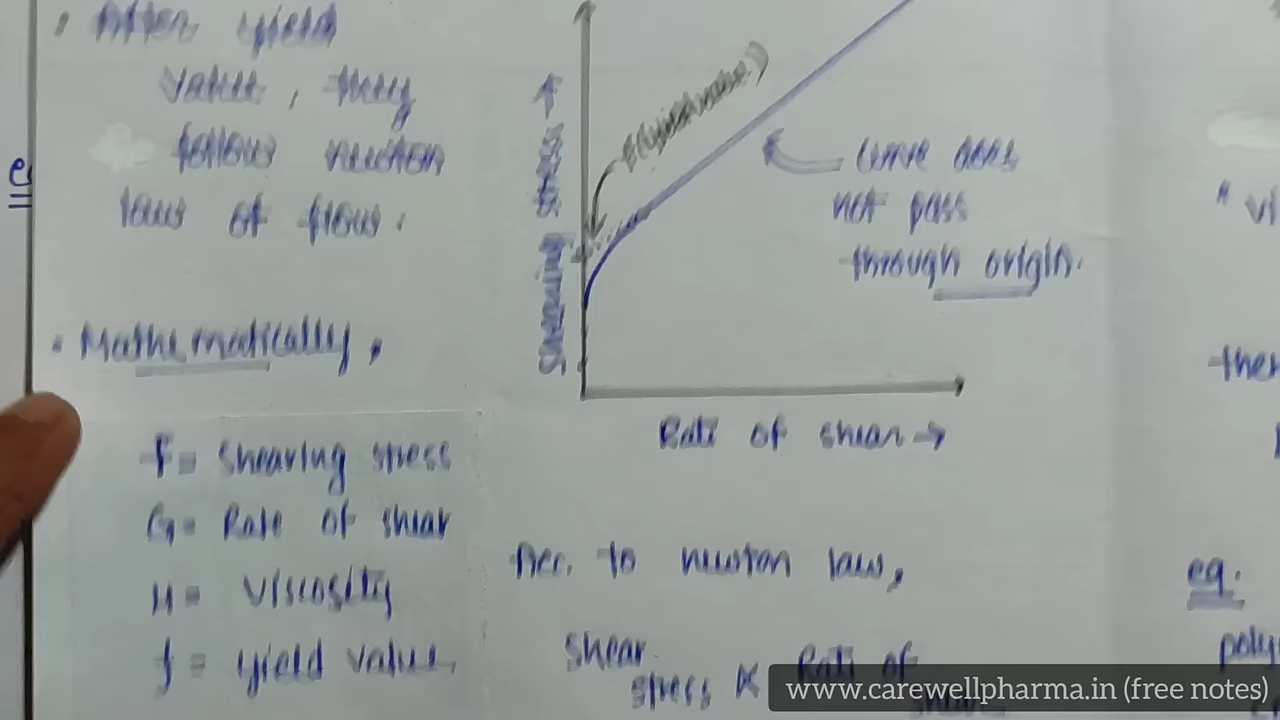 • After yield
value, they
follow newton
law of flow.
• Mathematically,
F = Shearing stress
G = Rate of shear
η = Viscosity
f = yield value
Shearing stress →
f(yield value)
curve does
not pass
through origin.
Rate of shear →
Acc. to newton law,
shear
stress ∝ Rate of
shear
eg.
www.carewellpharma.in (free notes)